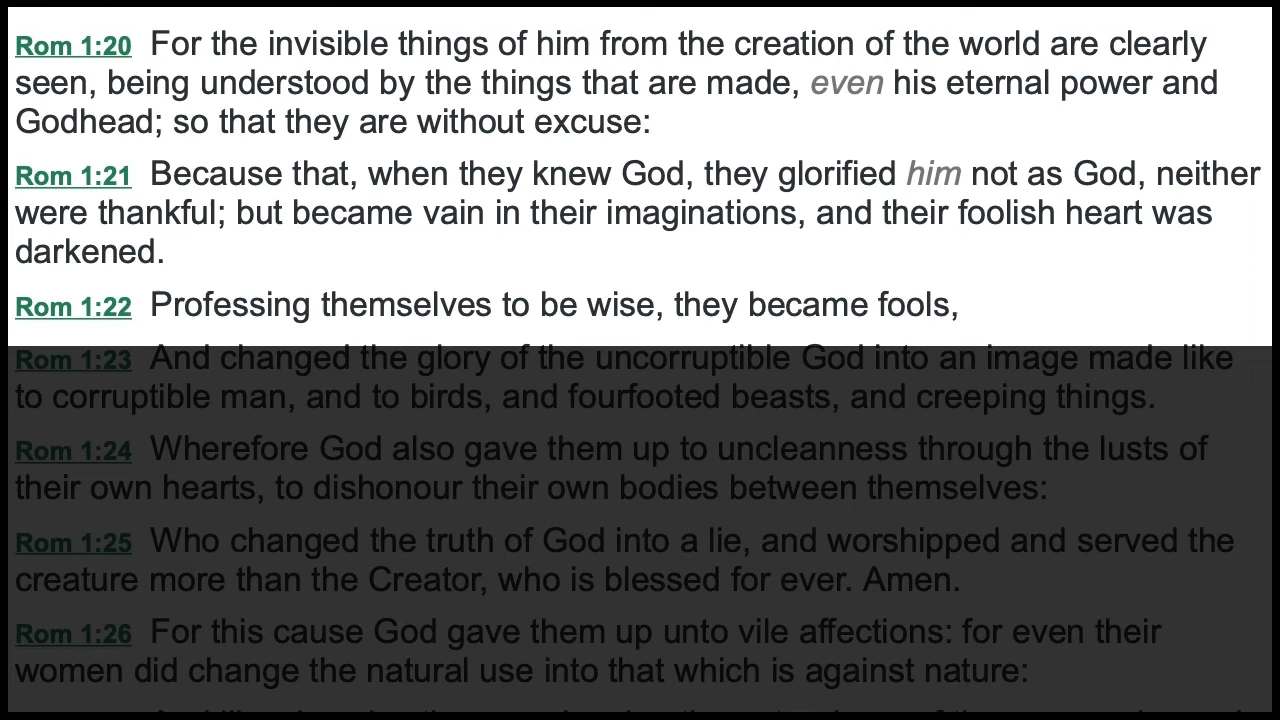 Rom 1:20 For the invisible things of him from the creation of the world are clearly
seen, being understood by the things that are made, even his eternal power and
Godhead; so that they are without excuse:
Rom 1:21 Because that, when they knew God, they glorified him not as God, neither
were thankful; but became vain in their imaginations, and their foolish heart was
darkened.
Rom 1:22 Professing themselves to be wise, they became fools,
Rom 1:23 And changed the glory of the uncorruptible God into an image made like
to corruptible man, and to birds, and fourfooted beasts, and creeping things.
Rom 1:24 Wherefore God also gave them up to uncleanness through the lusts of
their own hearts, to dishonour their own bodies between themselves:
Rom 1:25 Who changed the truth of God into a lie, and worshipped and served the
creature more than the Creator, who is blessed for ever. Amen.
Rom 1:26 For this cause God gave them up unto vile affections: for even their
women did change the natural use into that which is against nature: